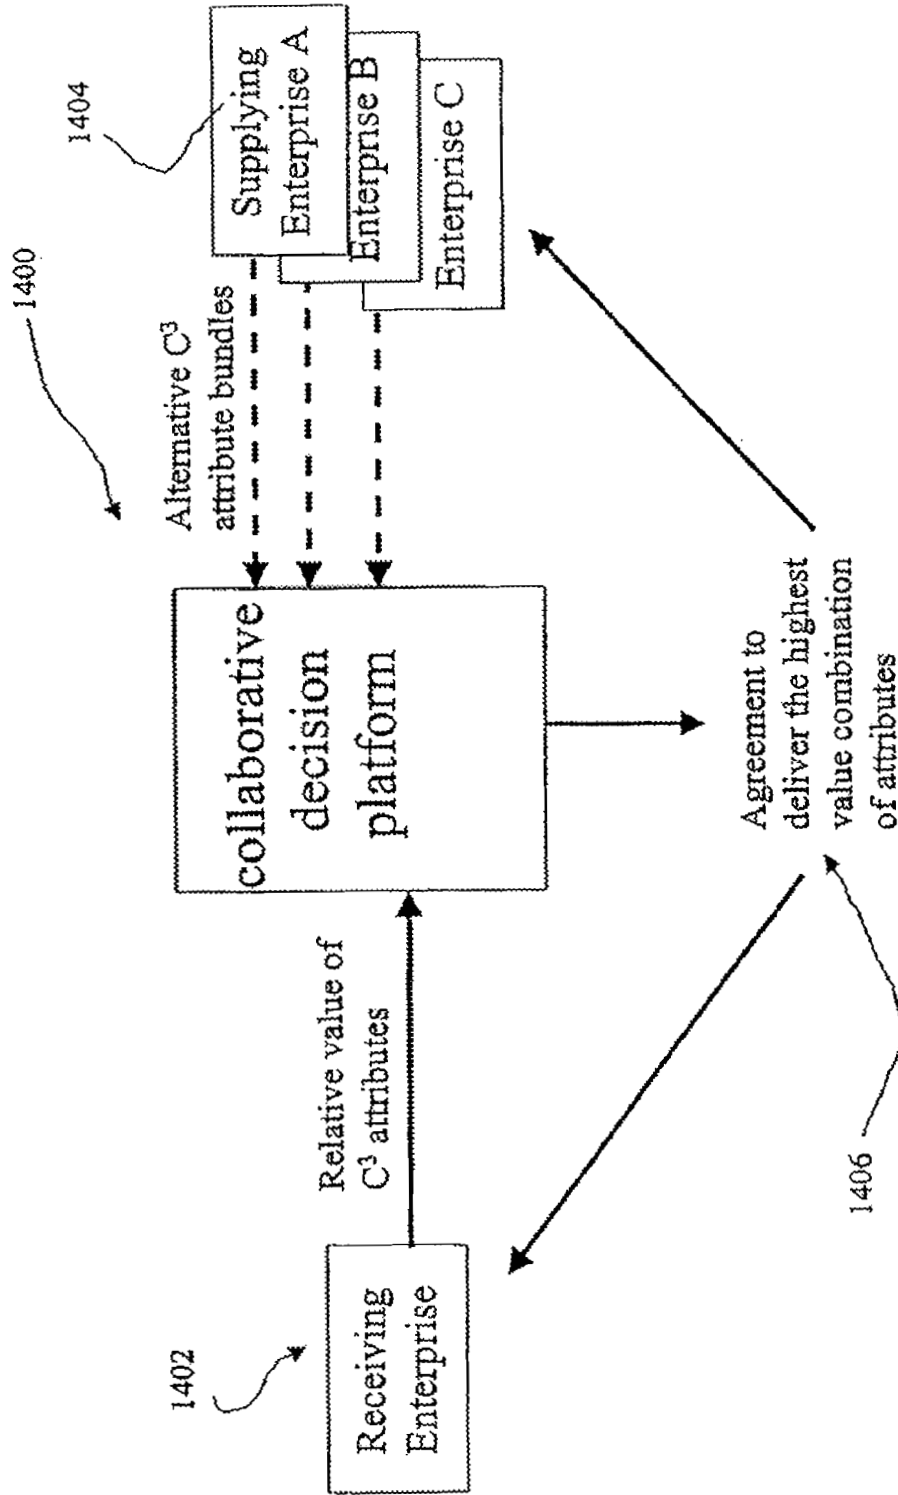 1400
1402
Receiving
Enterprise
Relative value of
C³ attributes
collaborative
decision
platform
Alternative C³
attribute bundles
1404
Supplying
Enterprise A
Enterprise B
Enterprise C
Agreement to
deliver the highest
value combination
of attributes
1406